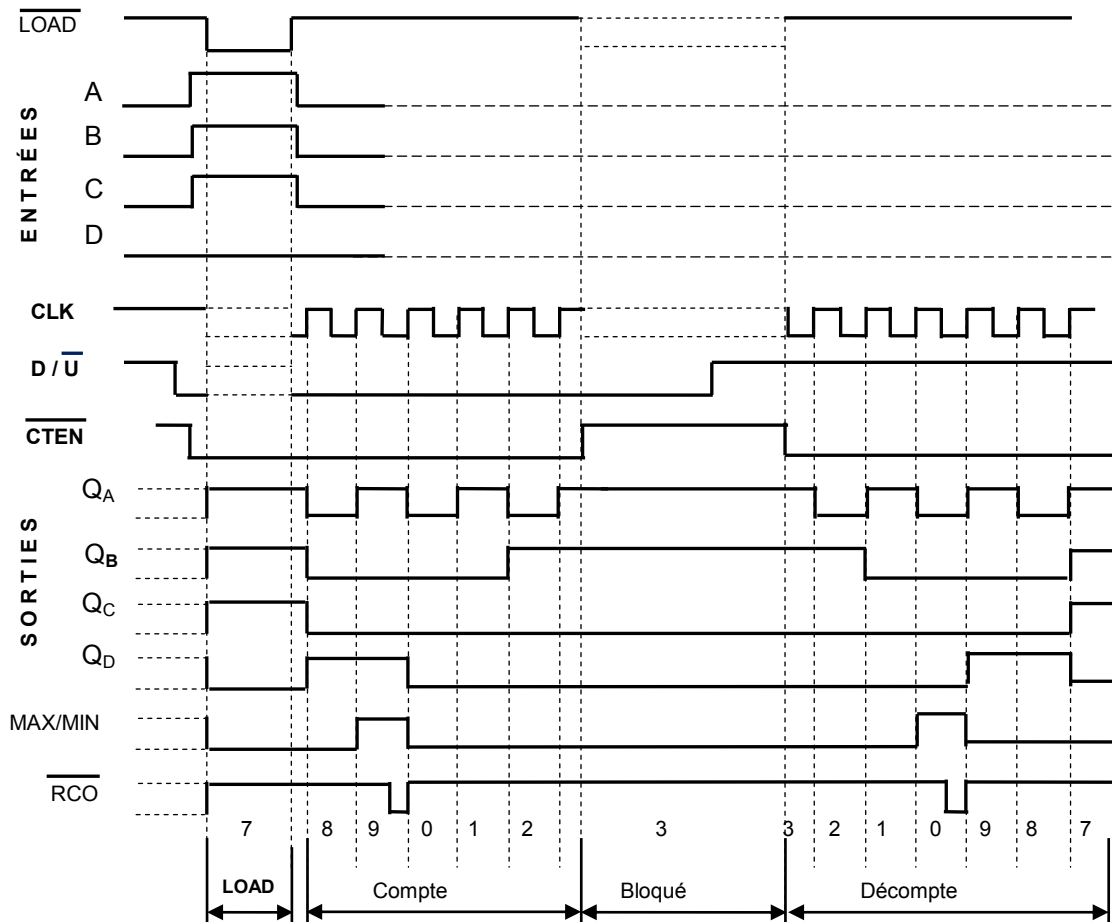 LOAD
ENTRÉES
A
B
C
D
CLK
D / U
CTEN
SORTIES
QA
QB
QC
QD
MAX/MIN
RCO
7 8 9 0 1 2 3 3 2 1 0 9 8 7
LOAD Compte Bloqué Décompte